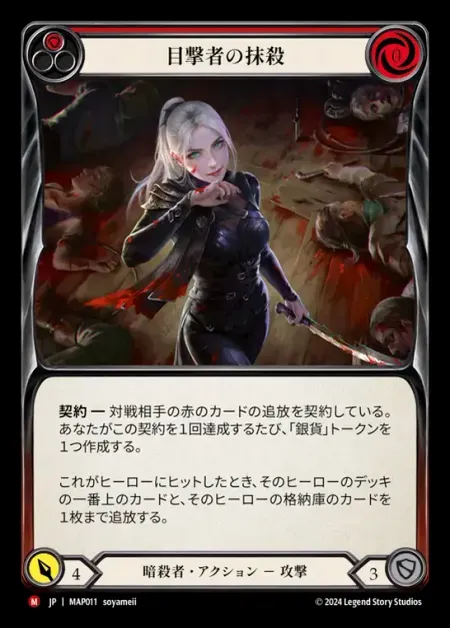 目撃者の抹殺
0
契約 ー 対戦相手の赤のカードの追放を契約している。
あなたがこの契約を1回達成するたび、「銀貨」トークンを
1つ作成する。
これがヒーローにヒットしたとき、そのヒーローのデッキ
の一番上のカードと、そのヒーローの格納庫のカードを
1枚まで追放する。
4
暗殺者・アクション － 攻撃
3
M JP | MAP011 soyameii
© 2024 Legend Story Studios